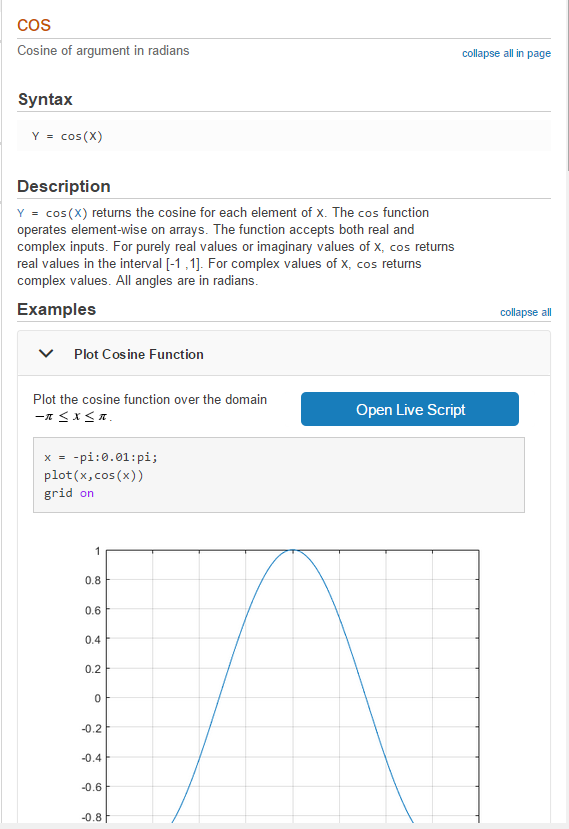 cos
Cosine of argument in radians
collapse all in page
Syntax
Y = cos(X)
Description
Y = cos(X) returns the cosine for each element of X. The cos function
operates element-wise on arrays. The function accepts both real and
complex inputs. For purely real values or imaginary values of X, cos returns
real values in the interval [-1 ,1]. For complex values of X, cos returns
complex values. All angles are in radians.
Examples
collapse all
Plot Cosine Function
Plot the cosine function over the domain
−π ≤ x ≤ π.
Open Live Script
x = -pi:0.01:pi;
plot(x,cos(x))
grid on
1
0.8
0.6
0.4
0.2
0
-0.2
-0.4
-0.6
-0.8